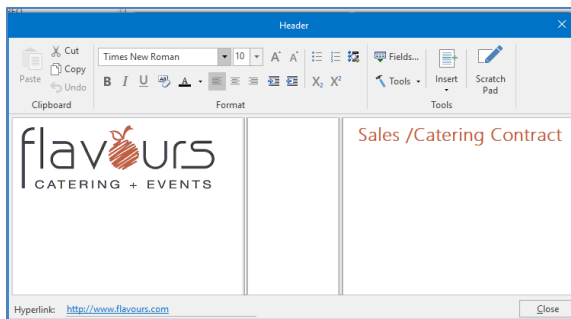 Header
Paste
Cut
Copy
Undo
Clipboard
Times New Roman
10
A A
B I U A X₂ X²
Format
Fields...
Tools
Insert
Scratch
Pad
Tools
flavours
CATERING + EVENTS
Sales /Catering Contract
Hyperlink: http://www.flavours.com
Close